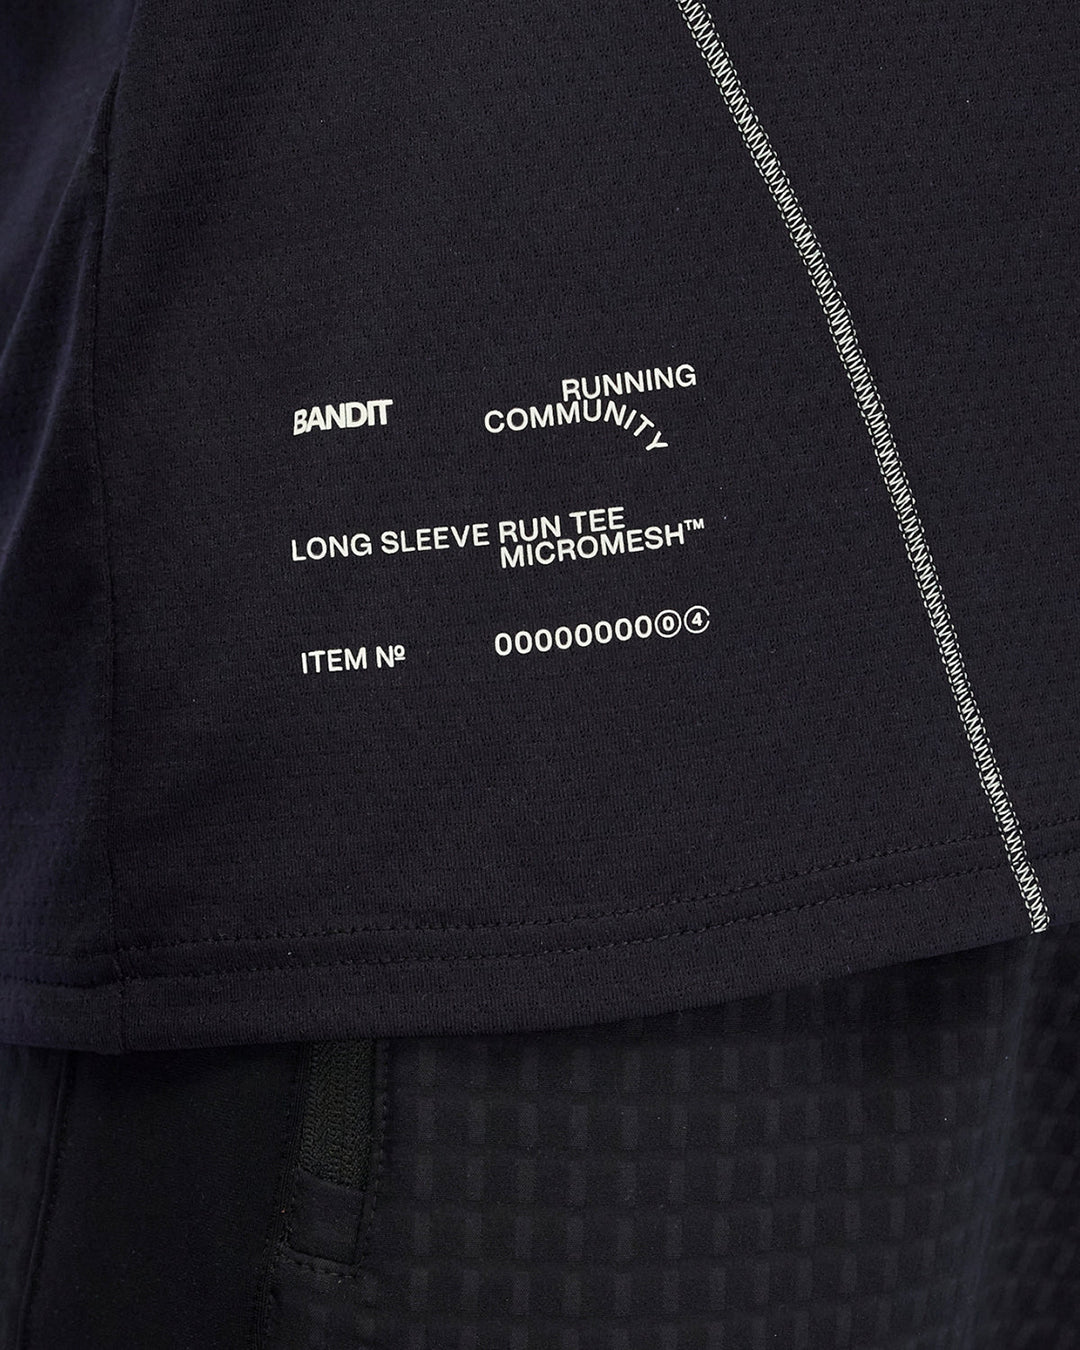 BANDIT
RUNNING
COMMUNITY
LONG SLEEVE RUN TEE
MICROMESH™
ITEM Nº
00000000⓪④